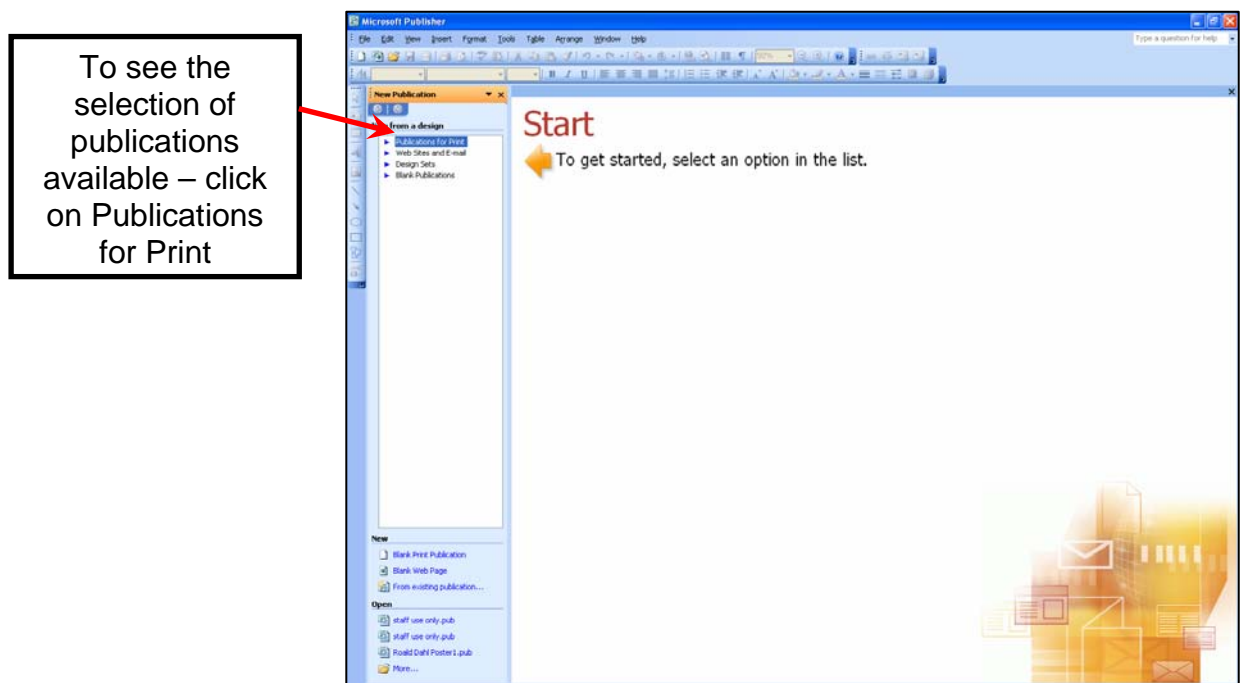 To see the
selection of
publications
available – click
on Publications
for Print
Microsoft Publisher
File Edit View Insert Format Tools Table Arrange Window Help
Type a question for help
New Publication
from a design
Publications for Print
Web Sites and E-mail
Design Sets
Blank Publications
Start
To get started, select an option in the list.
New
Blank Print Publication
Blank Web Page
From existing publication...
Open
staff use only.pub
staff use only.pub
Roald Dahl Poster1.pub
More...